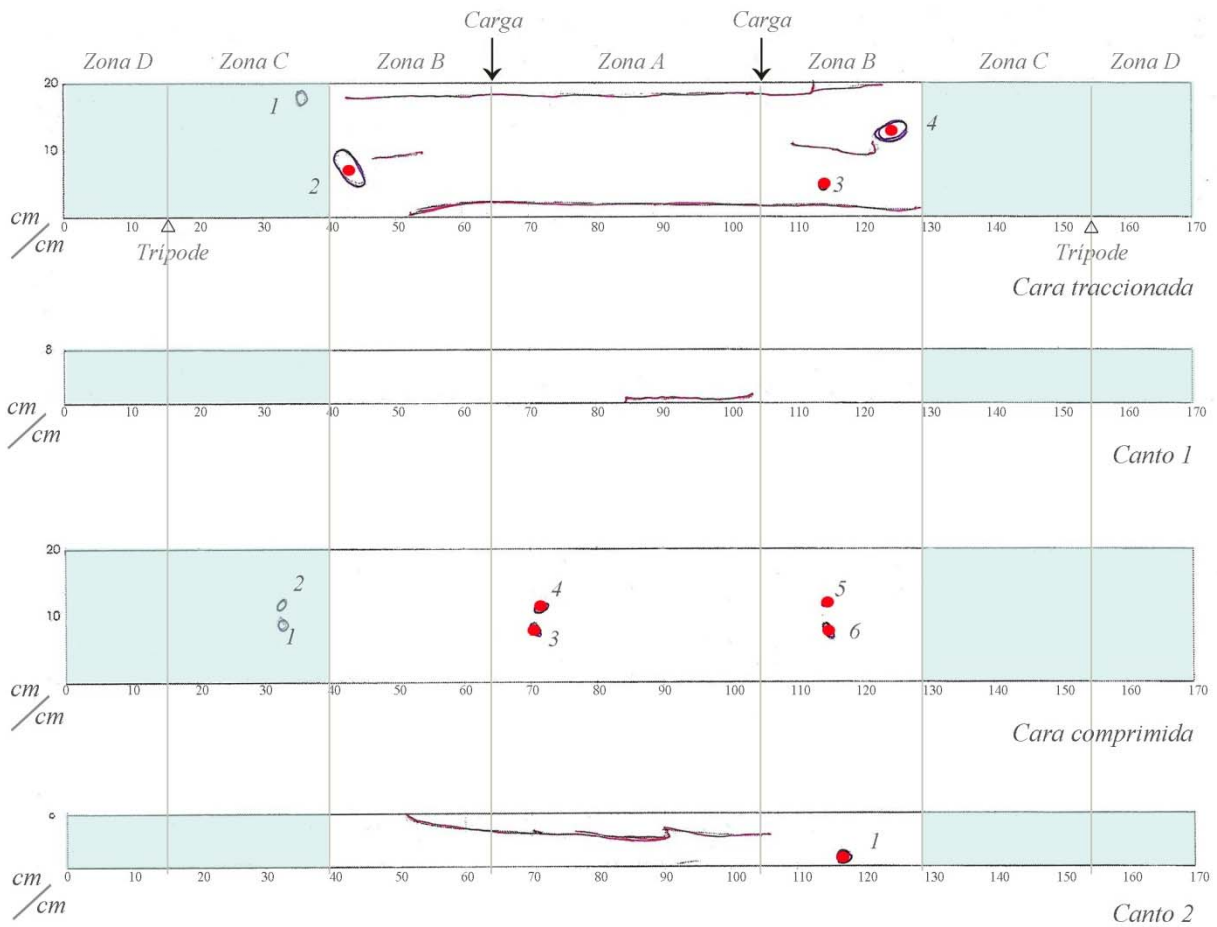 Carga Carga
Zona D Zona C Zona B Zona A Zona B Zona C Zona D
20
1
4
10
2
3
cm
/cm
0 10 20 30 40 50 60 70 80 90 100 110 120 130 140 150 160 170
Trípode Trípode
Cara traccionada
8
cm
/cm
0 10 20 30 40 50 60 70 80 90 100 110 120 130 140 150 160 170
Canto 1
20
2 4 5
10
1 3 6
cm
/cm
0 10 20 30 40 50 60 70 80 90 100 110 120 130 140 150 160 170
Cara comprimida
1
cm
/cm
0 10 20 30 40 50 60 70 80 90 100 110 120 130 140 150 160 170
Canto 2